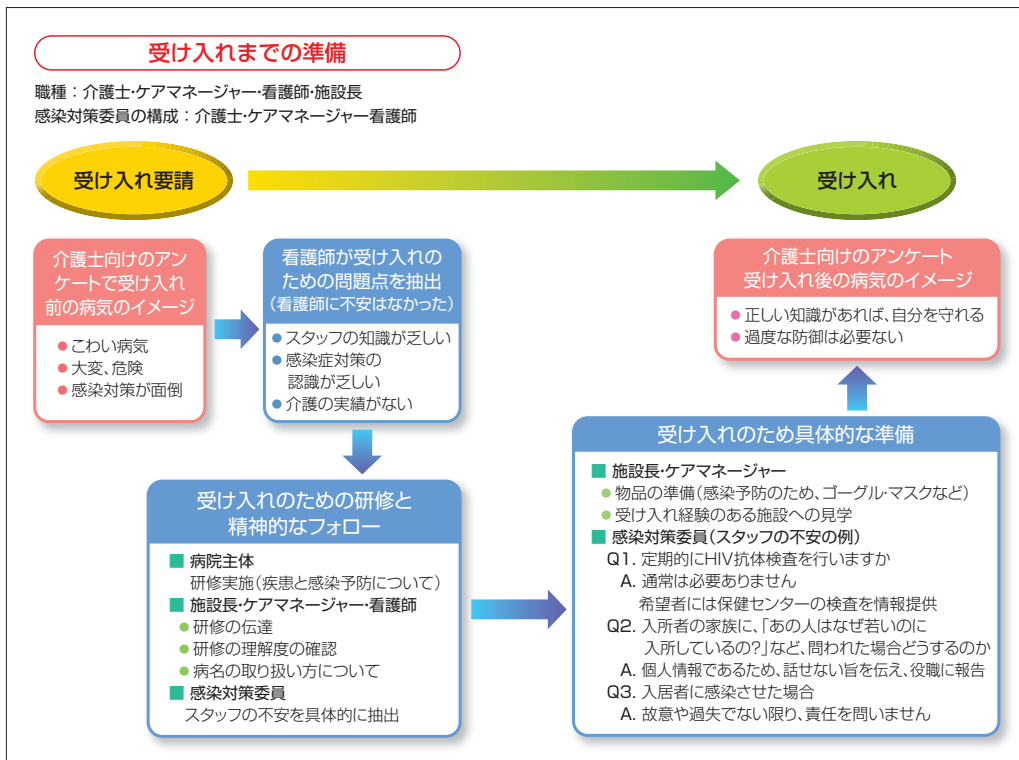 受け入れまでの準備
職種：介護士・ケアマネージャー・看護師・施設長
感染対策委員の構成：介護士・ケアマネージャー看護師
受け入れ要請
受け入れ
介護士向けのアン
ケートで受け入れ
前の病気のイメージ
● こわい病気
● 大変、危険
● 感染対策が面倒
看護師が受け入れの
ための問題点を抽出
（看護師に不安はなかった）
● スタッフの知識が乏しい
● 感染症対策の
認識が乏しい
● 介護の実績がない
受け入れのための研修と
精神的なフォロー
■ 病院主体
研修実施（疾患と感染予防について）
■ 施設長・ケアマネージャー・看護師
● 研修の伝達
● 研修の理解度の確認
● 病名の取り扱い方について
■ 感染対策委員
スタッフの不安を具体的に抽出
受け入れのため具体的な準備
■ 施設長・ケアマネージャー
● 物品の準備（感染予防のため、ゴーグル・マスクなど）
● 受け入れ経験のある施設への見学
■ 感染対策委員（スタッフの不安の例）
Q1. 定期的にHIV抗体検査を行いますか
A. 通常は必要ありません
希望者には保健センターの検査を情報提供
Q2. 入所者の家族に、「あの人はなぜ若いのに
入所しているの?」など、問われた場合どうするのか
A. 個人情報であるため、話せない旨を伝え、役職に報告
Q3. 入居者に感染させた場合
A. 故意や過失でない限り、責任を問いません
介護士向けのアンケート
受け入れ後の病気のイメージ
● 正しい知識があれば、自分を守れる
● 過度な防御は必要ない